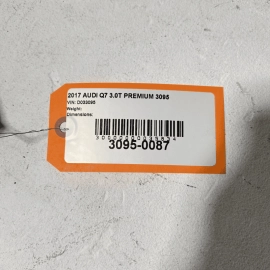 2017 AUDI Q7 3.0T PREMIUM 3095
VIN: D033095
Weight:
Dimensions:
3095-0087